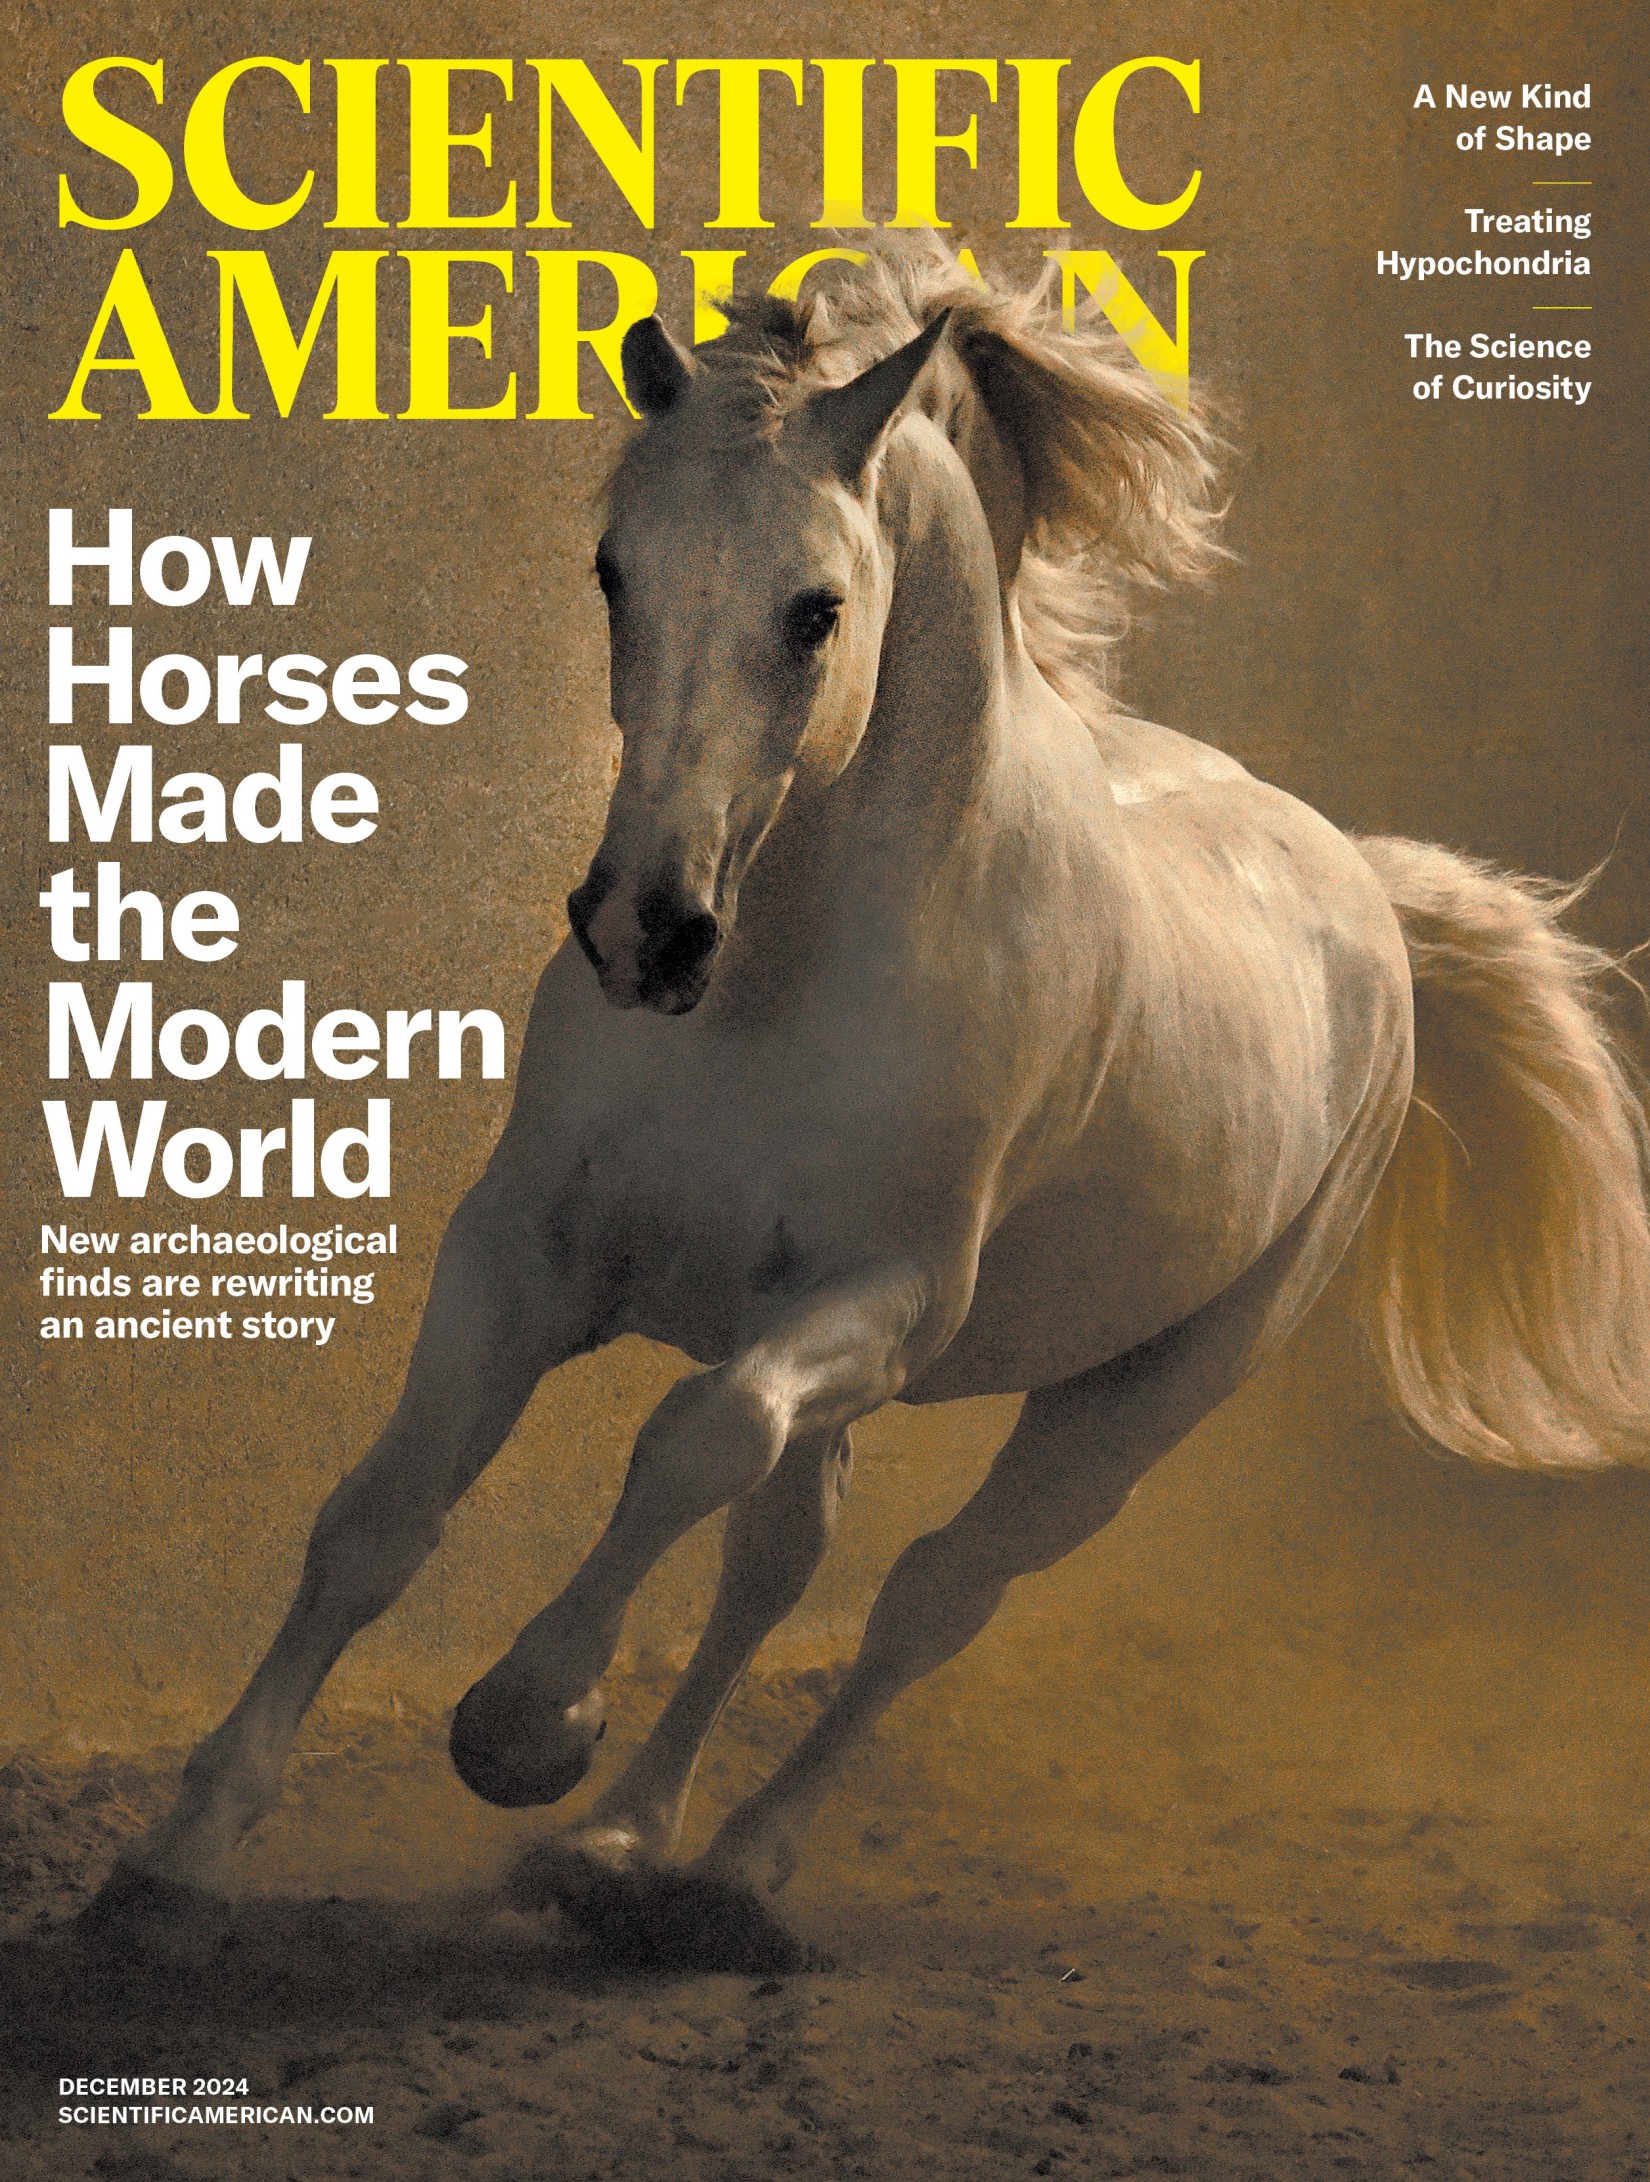 SCIENTIFIC
AMERICAN
A New Kind
of Shape
Treating
Hypochondria
The Science
of Curiosity
How
Horses
Made
the
Modern
World
New archaeological
finds are rewriting
an ancient story
DECEMBER 2024
SCIENTIFICAMERICAN.COM